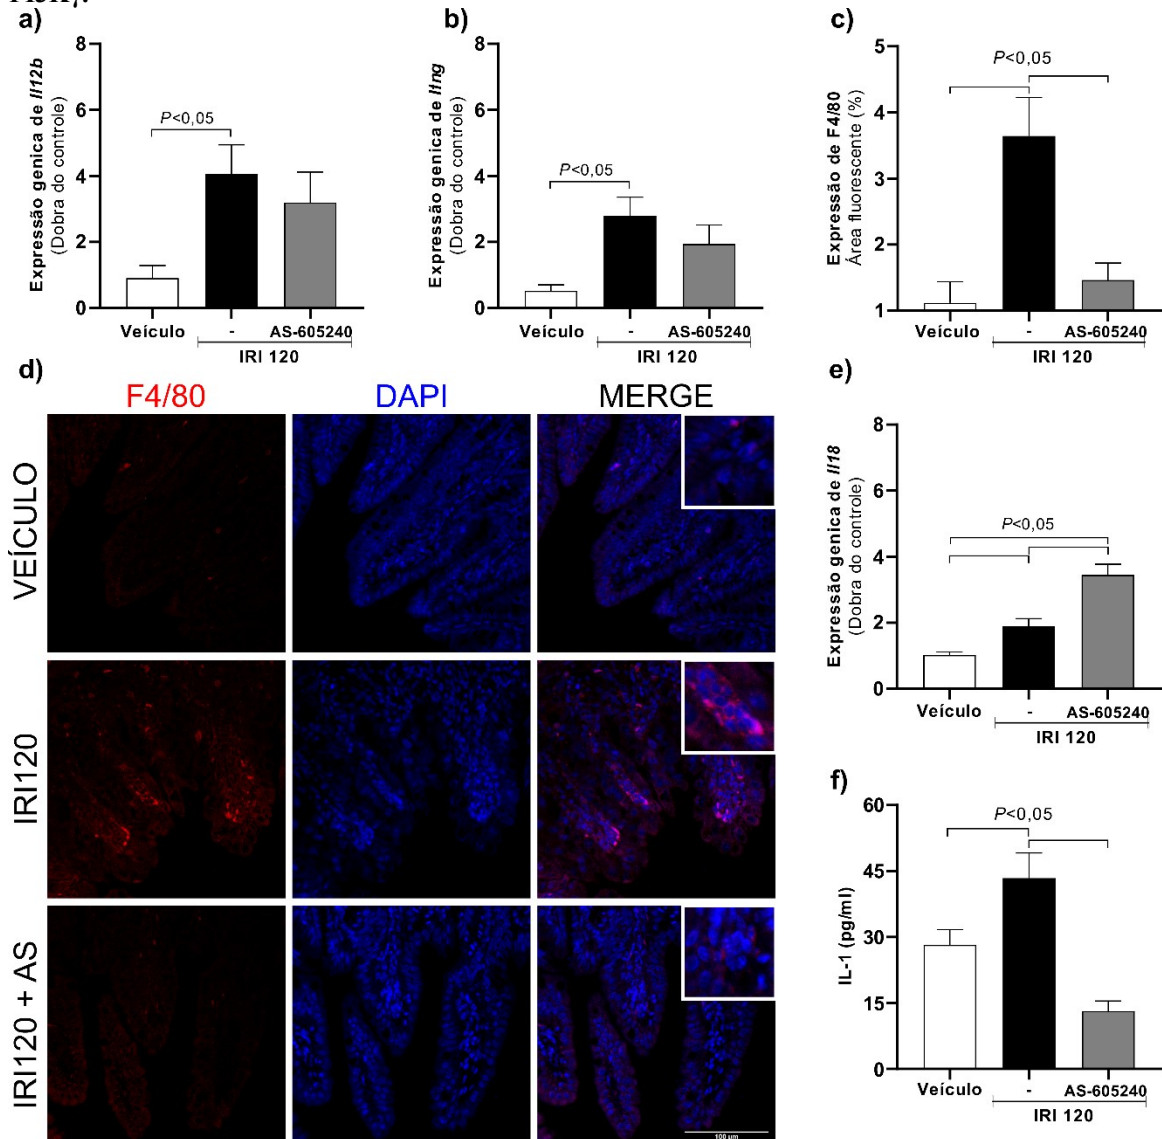 a)
Expressão genica de Il12b
(Dobra do controle)
8
6
4
2
0
P<0,05
Veículo
-
AS-605240
IRI 120
b)
Expressão genica de
(Dobra do controle)
8
6
4
2
0
P<0,05
Veículo
-
AS-605240
IRI 120
c)
Expressão de F4/80
Área fluorescente (%)
5
4
3
2
1
P<0,05
Veículo
-
AS-605240
IRI 120
d)
F4/80
DAPI
MERGE
VEÍCULO
IRI120
IRI120 + AS
100 µm
e)
Expressão genica de Il18
(Dobra do controle)
8
6
4
2
0
P<0,05
Veículo
-
AS-605240
IRI 120
f)
IL-1 (pg/ml)
60
45
30
15
0
P<0,05
Veículo
-
AS-605240
IRI 120